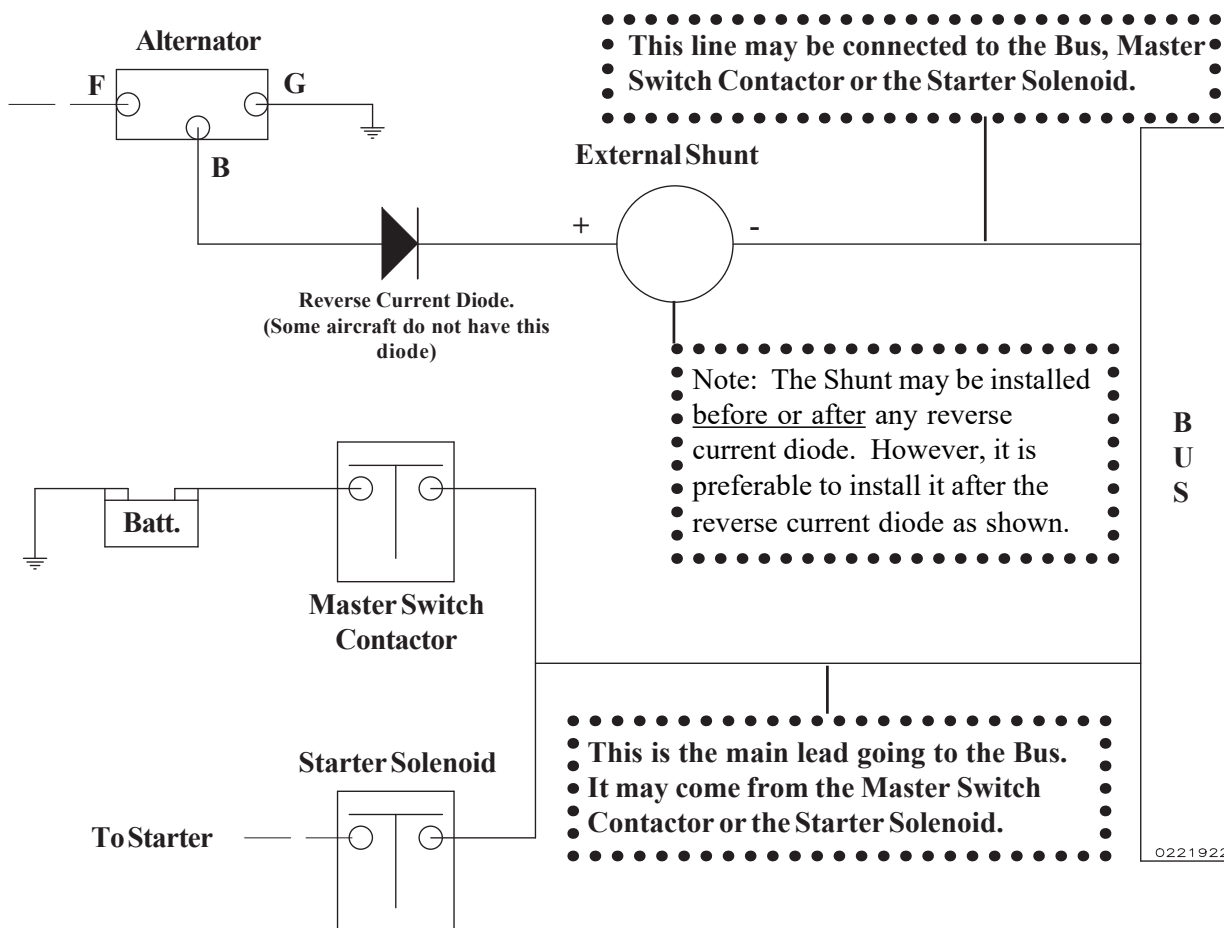 Alternator
F
G
B
This line may be connected to the Bus, Master
Switch Contactor or the Starter Solenoid.
External Shunt
+
-
Reverse Current Diode.
(Some aircraft do not have this
diode)
Note: The Shunt may be installed
before or after any reverse
current diode. However, it is
preferable to install it after the
reverse current diode as shown.
B
U
S
Batt.
Master Switch
Contactor
This is the main lead going to the Bus.
It may come from the Master Switch
Contactor or the Starter Solenoid.
Starter Solenoid
To Starter
0221922